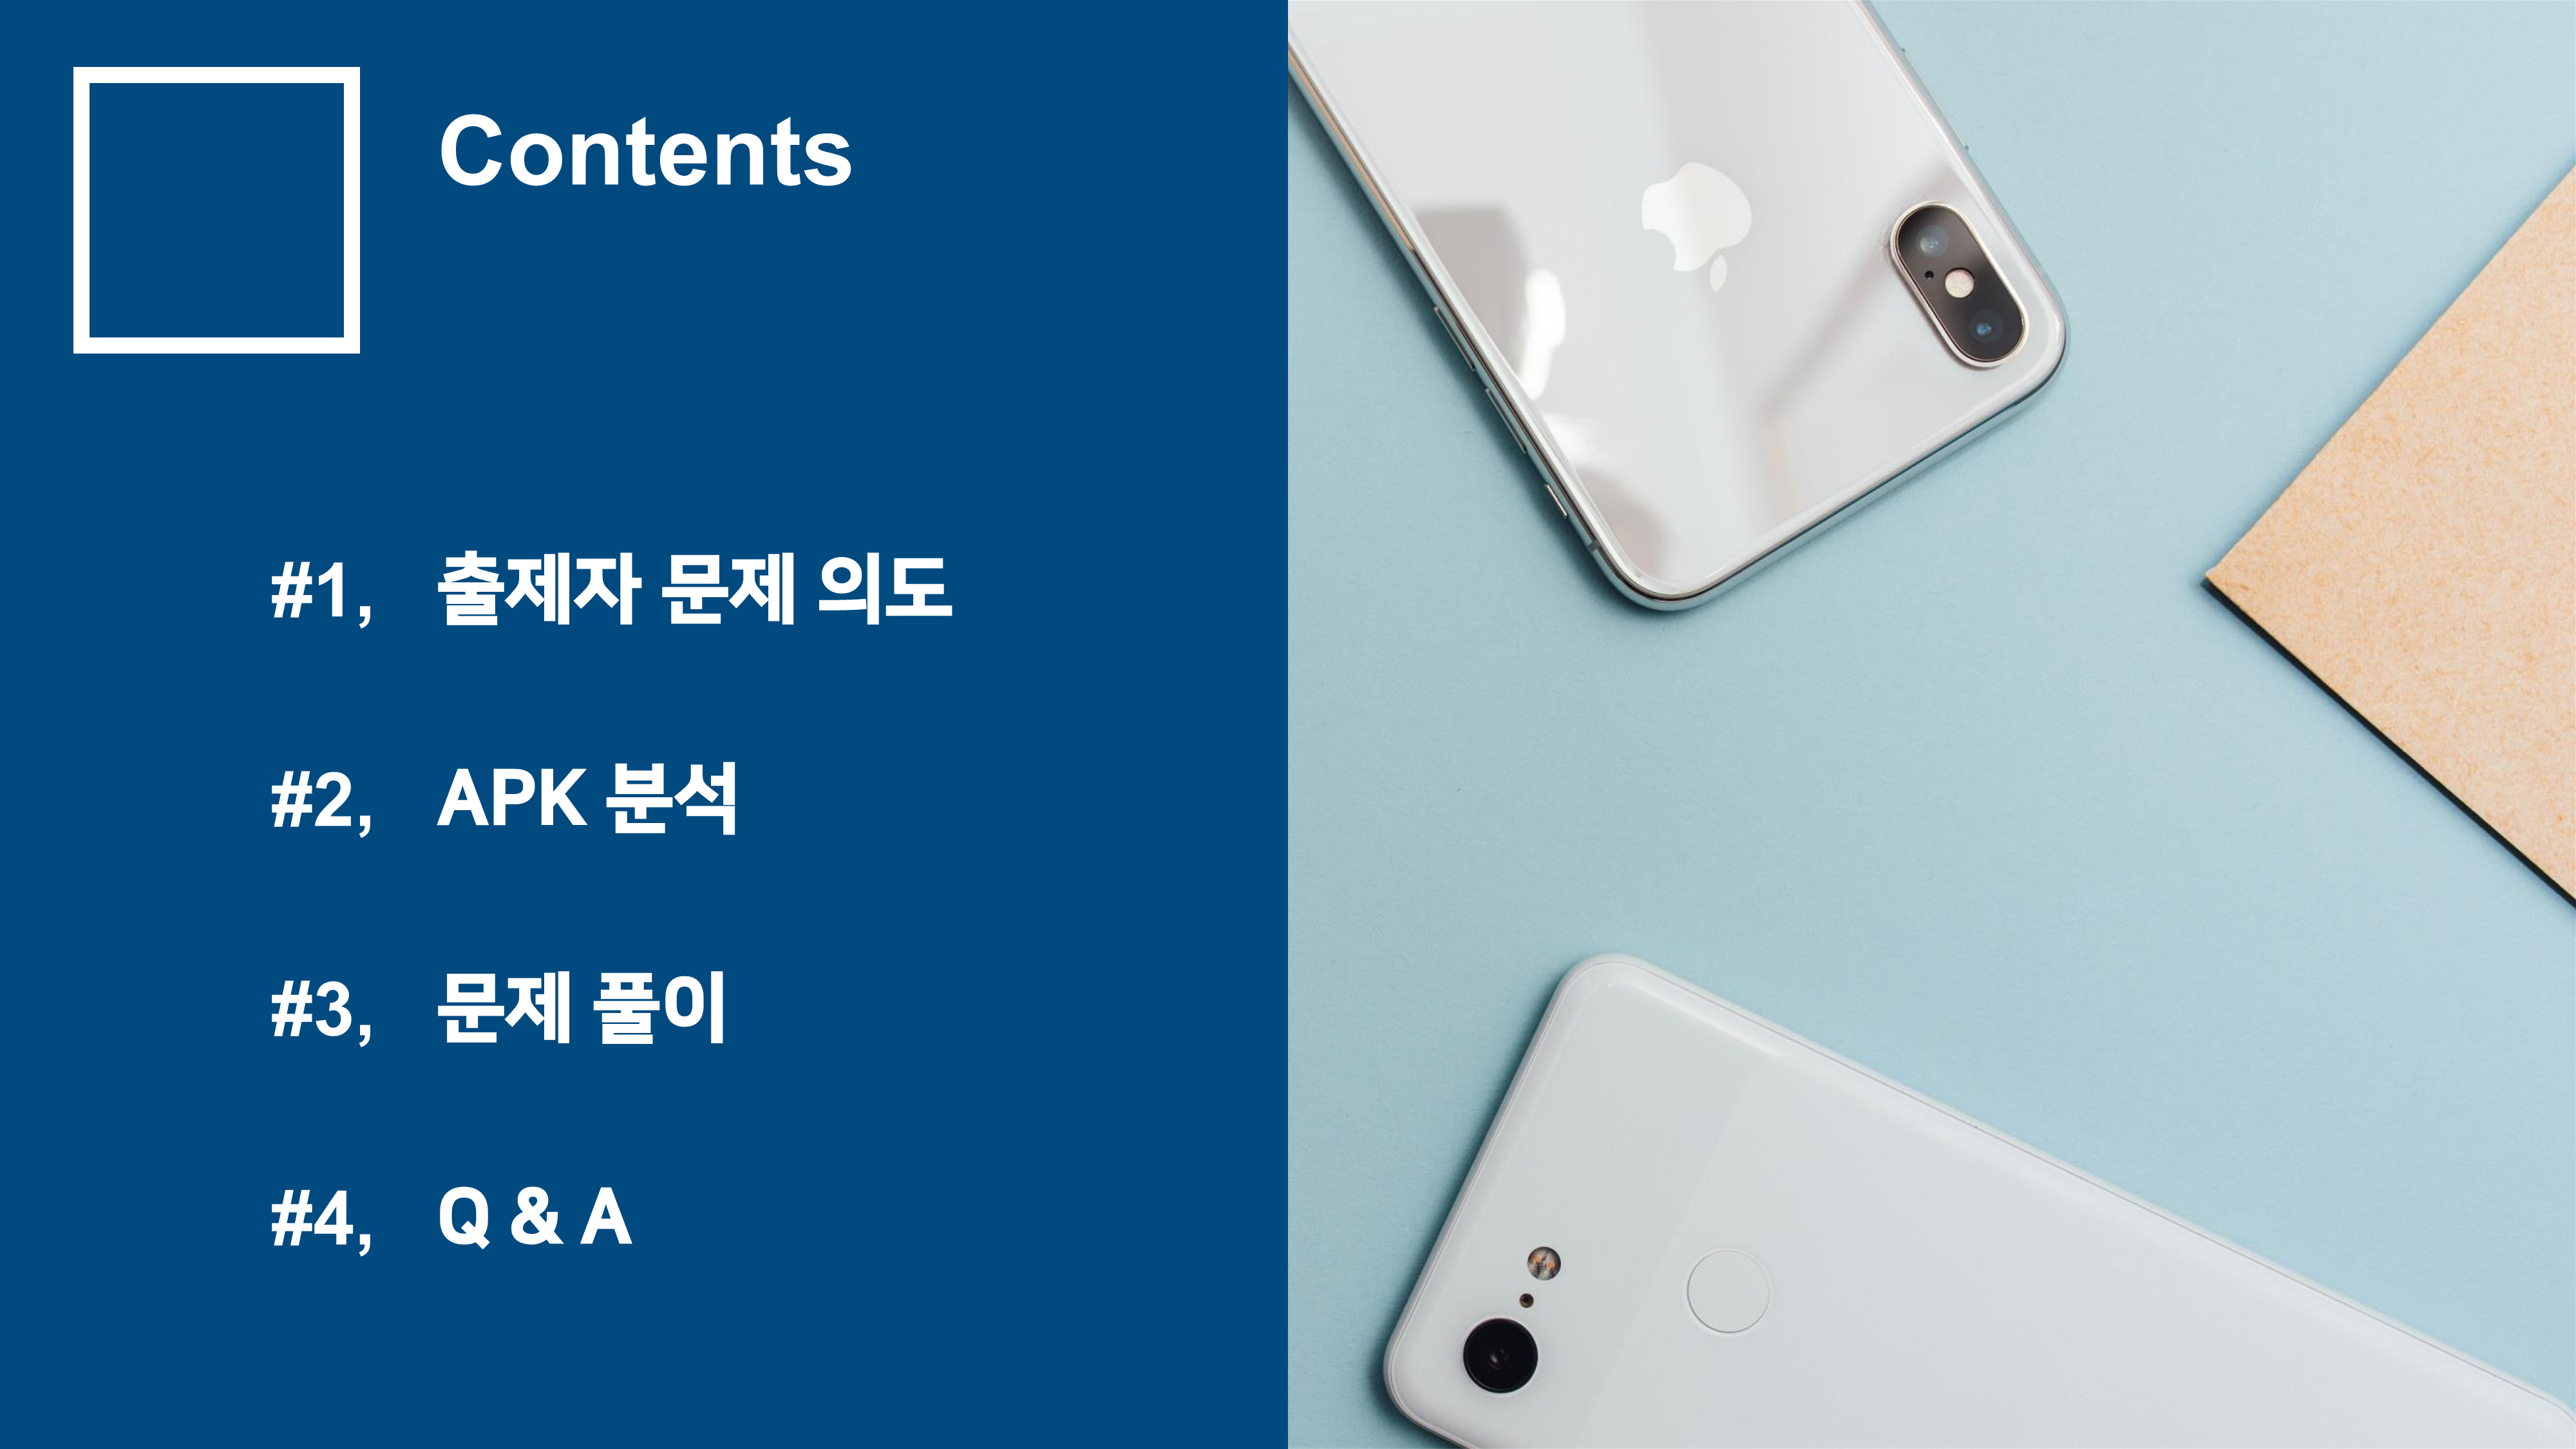 Contents
#1, 출제자 문제 의도
#2, APK 분석
#3, 문제 풀이
#4, Q & A